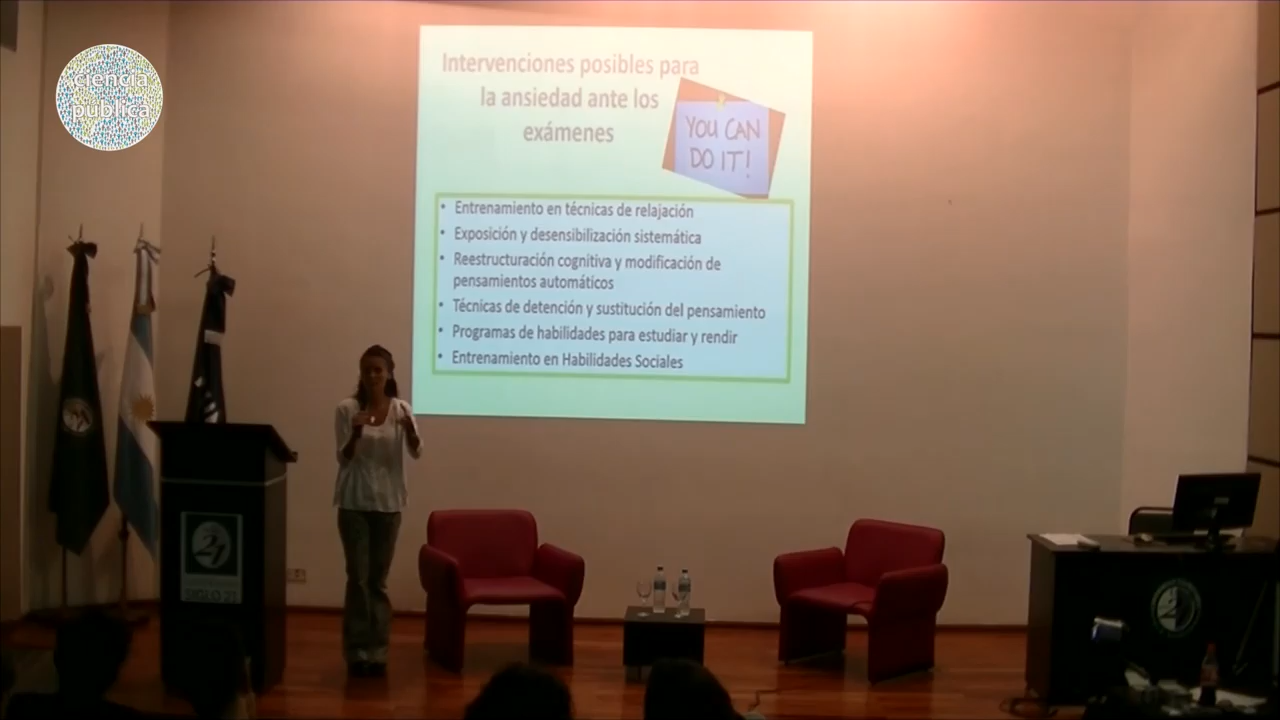 ciencia
pública
Intervenciones posibles para
la ansiedad ante los
exámenes
YOU CAN
DO IT!
• Entrenamiento en técnicas de relajación
• Exposición y desensibilización sistemática
• Reestructuración cognitiva y modificación de
pensamientos automáticos
• Técnicas de detención y sustitución del pensamiento
• Programas de habilidades para estudiar y rendir
• Entrenamiento en Habilidades Sociales
21
SIGLO 21